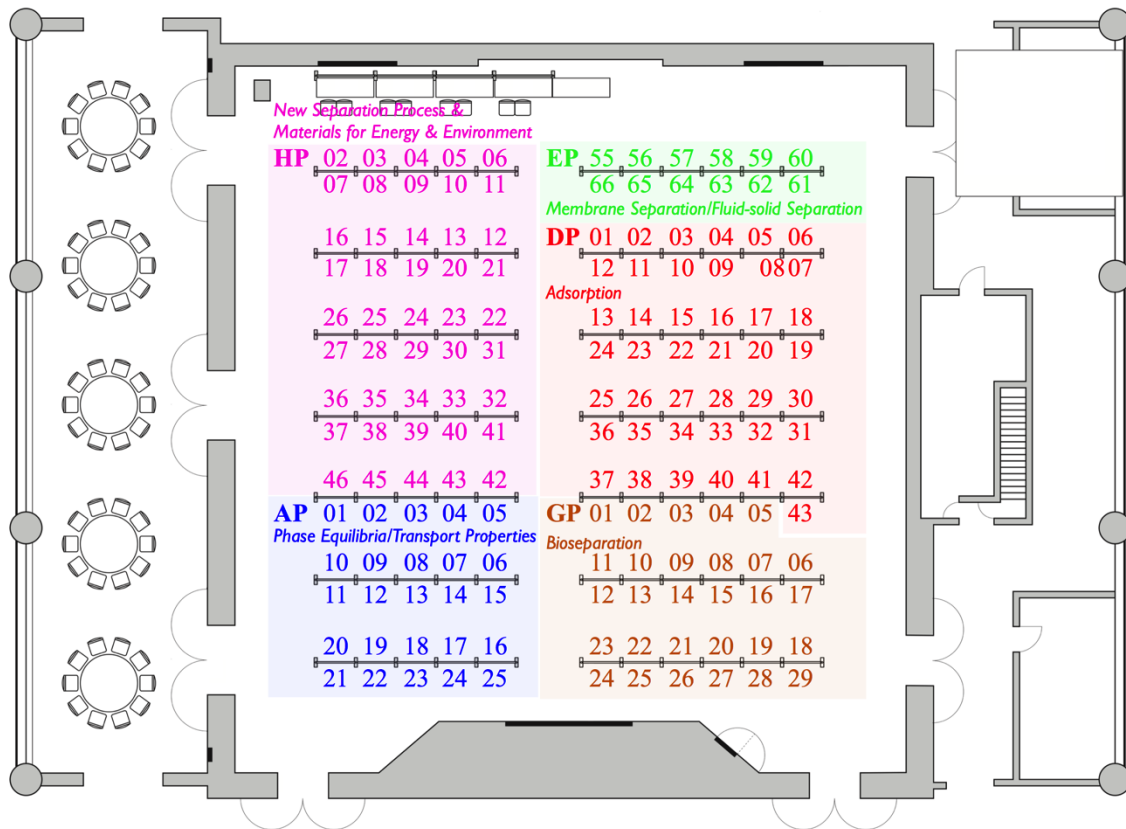 New Separation Process &
Materials for Energy & Environment
HP 02 03 04 05 06
07 08 09 10 11
16 15 14 13 12
17 18 19 20 21
26 25 24 23 22
27 28 29 30 31
36 35 34 33 32
37 38 39 40 41
46 45 44 43 42
AP 01 02 03 04 05
Phase Equilibria/Transport Properties
10 09 08 07 06
11 12 13 14 15
20 19 18 17 16
21 22 23 24 25
EP 55 56 57 58 59 60
66 65 64 63 62 61
Membrane Separation/Fluid-solid Separation
DP 01 02 03 04 05 06
12 11 10 09 08 07
Adsorption
13 14 15 16 17 18
24 23 22 21 20 19
25 26 27 28 29 30
36 35 34 33 32 31
37 38 39 40 41 42
GP 01 02 03 04 05 43
Bioseparation
11 10 09 08 07 06
12 13 14 15 16 17
23 22 21 20 19 18
24 25 26 27 28 29